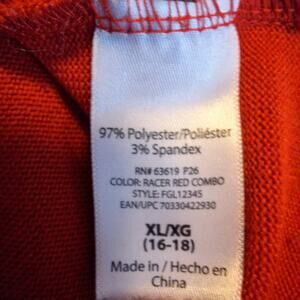 97% Polyester/Poliéster
3% Spandex
RN# 63619 P26
COLOR: RACER RED COMBO
STYLE: FGL12345
EAN/UPC 70330422930
XL/XG
(16-18)
Made in / Hecho en
China